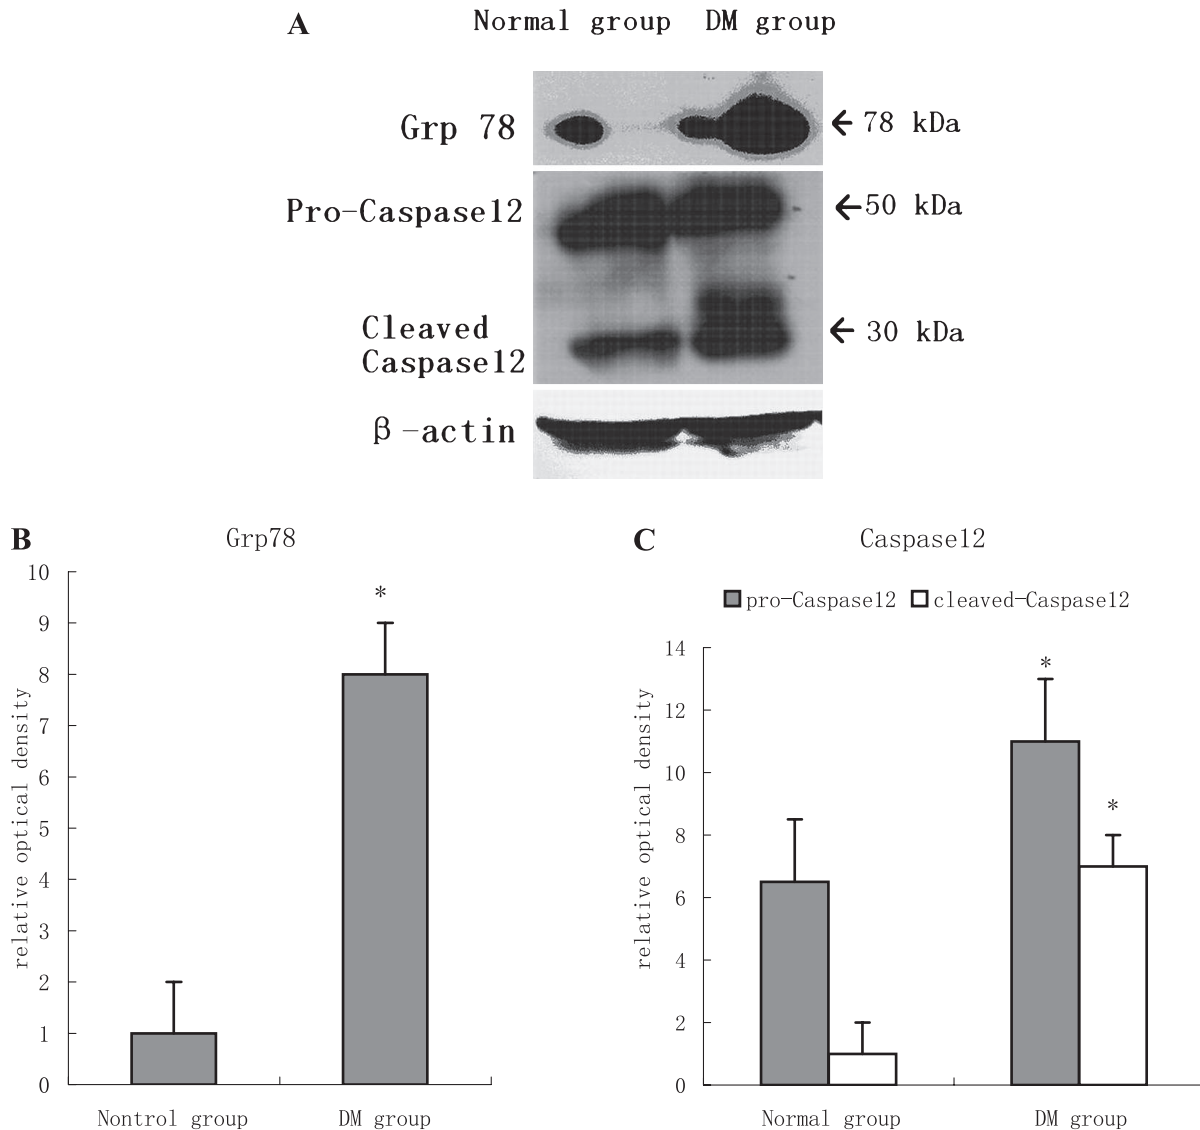 A
Normal group DM group
Grp 78
78 kDa
Pro-Caspase12
50 kDa
Cleaved
Caspase12
30 kDa
β-actin
B
Grp78
10
9
8
7
6
5
4
3
2
1
0
relative optical density
*
Nontrol group
DM group
C
Caspase12
pro-Caspase12 cleaved-Caspase12
14
12
10
8
6
4
2
0
relative optical density
*
*
Normal group
DM group